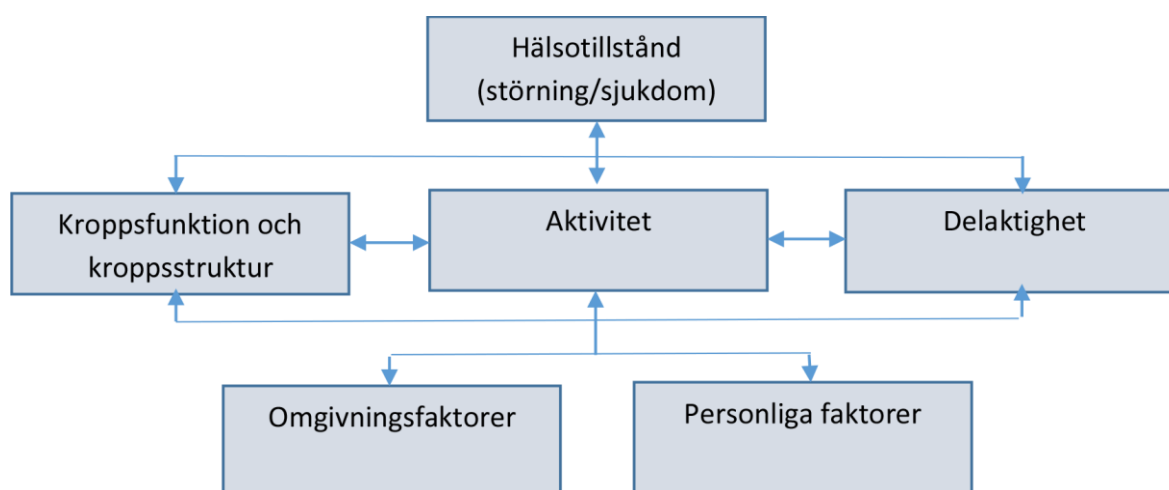 Hälsotillstånd
(störning/sjukdom)
Kroppsfunktion och
kroppsstruktur
Aktivitet
Delaktighet
Omgivningsfaktorer
Personliga faktorer